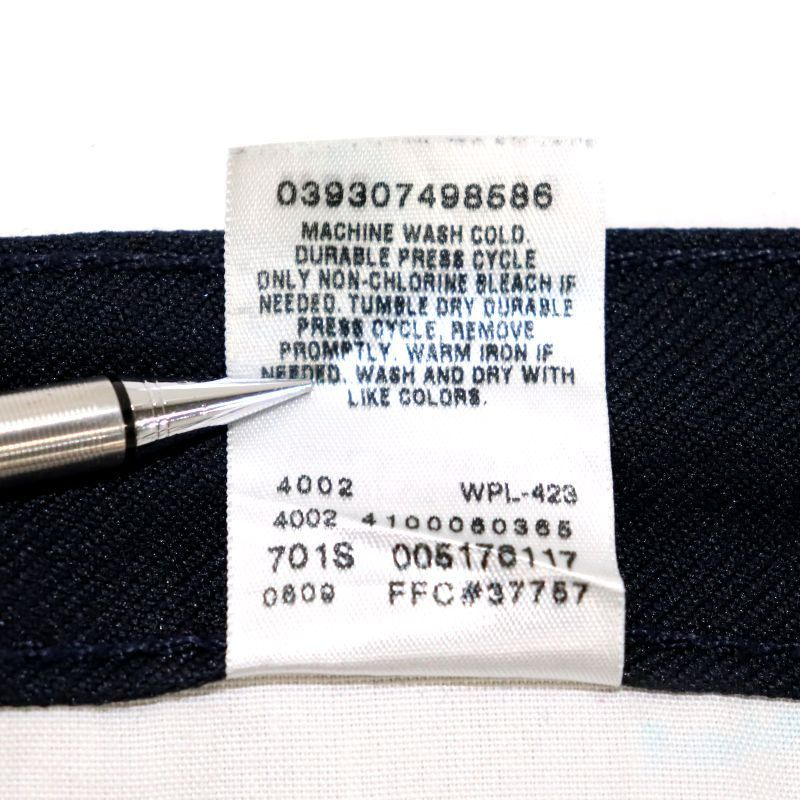 039307498586
MACHINE WASH COLD.
DURABLE PRESS CYCLE
ONLY NON-CHLORINE BLEACH IF
NEEDED. TUMBLE DRY DURABLE
PRESS CYCLE, REMOVE
PROMPTLY. WARM IRON IF
NEEDED. WASH AND DRY WITH
LIKE COLORS.
4002 WPL-423
4002 4100060365
701S 005176117
0609 FFC#37757